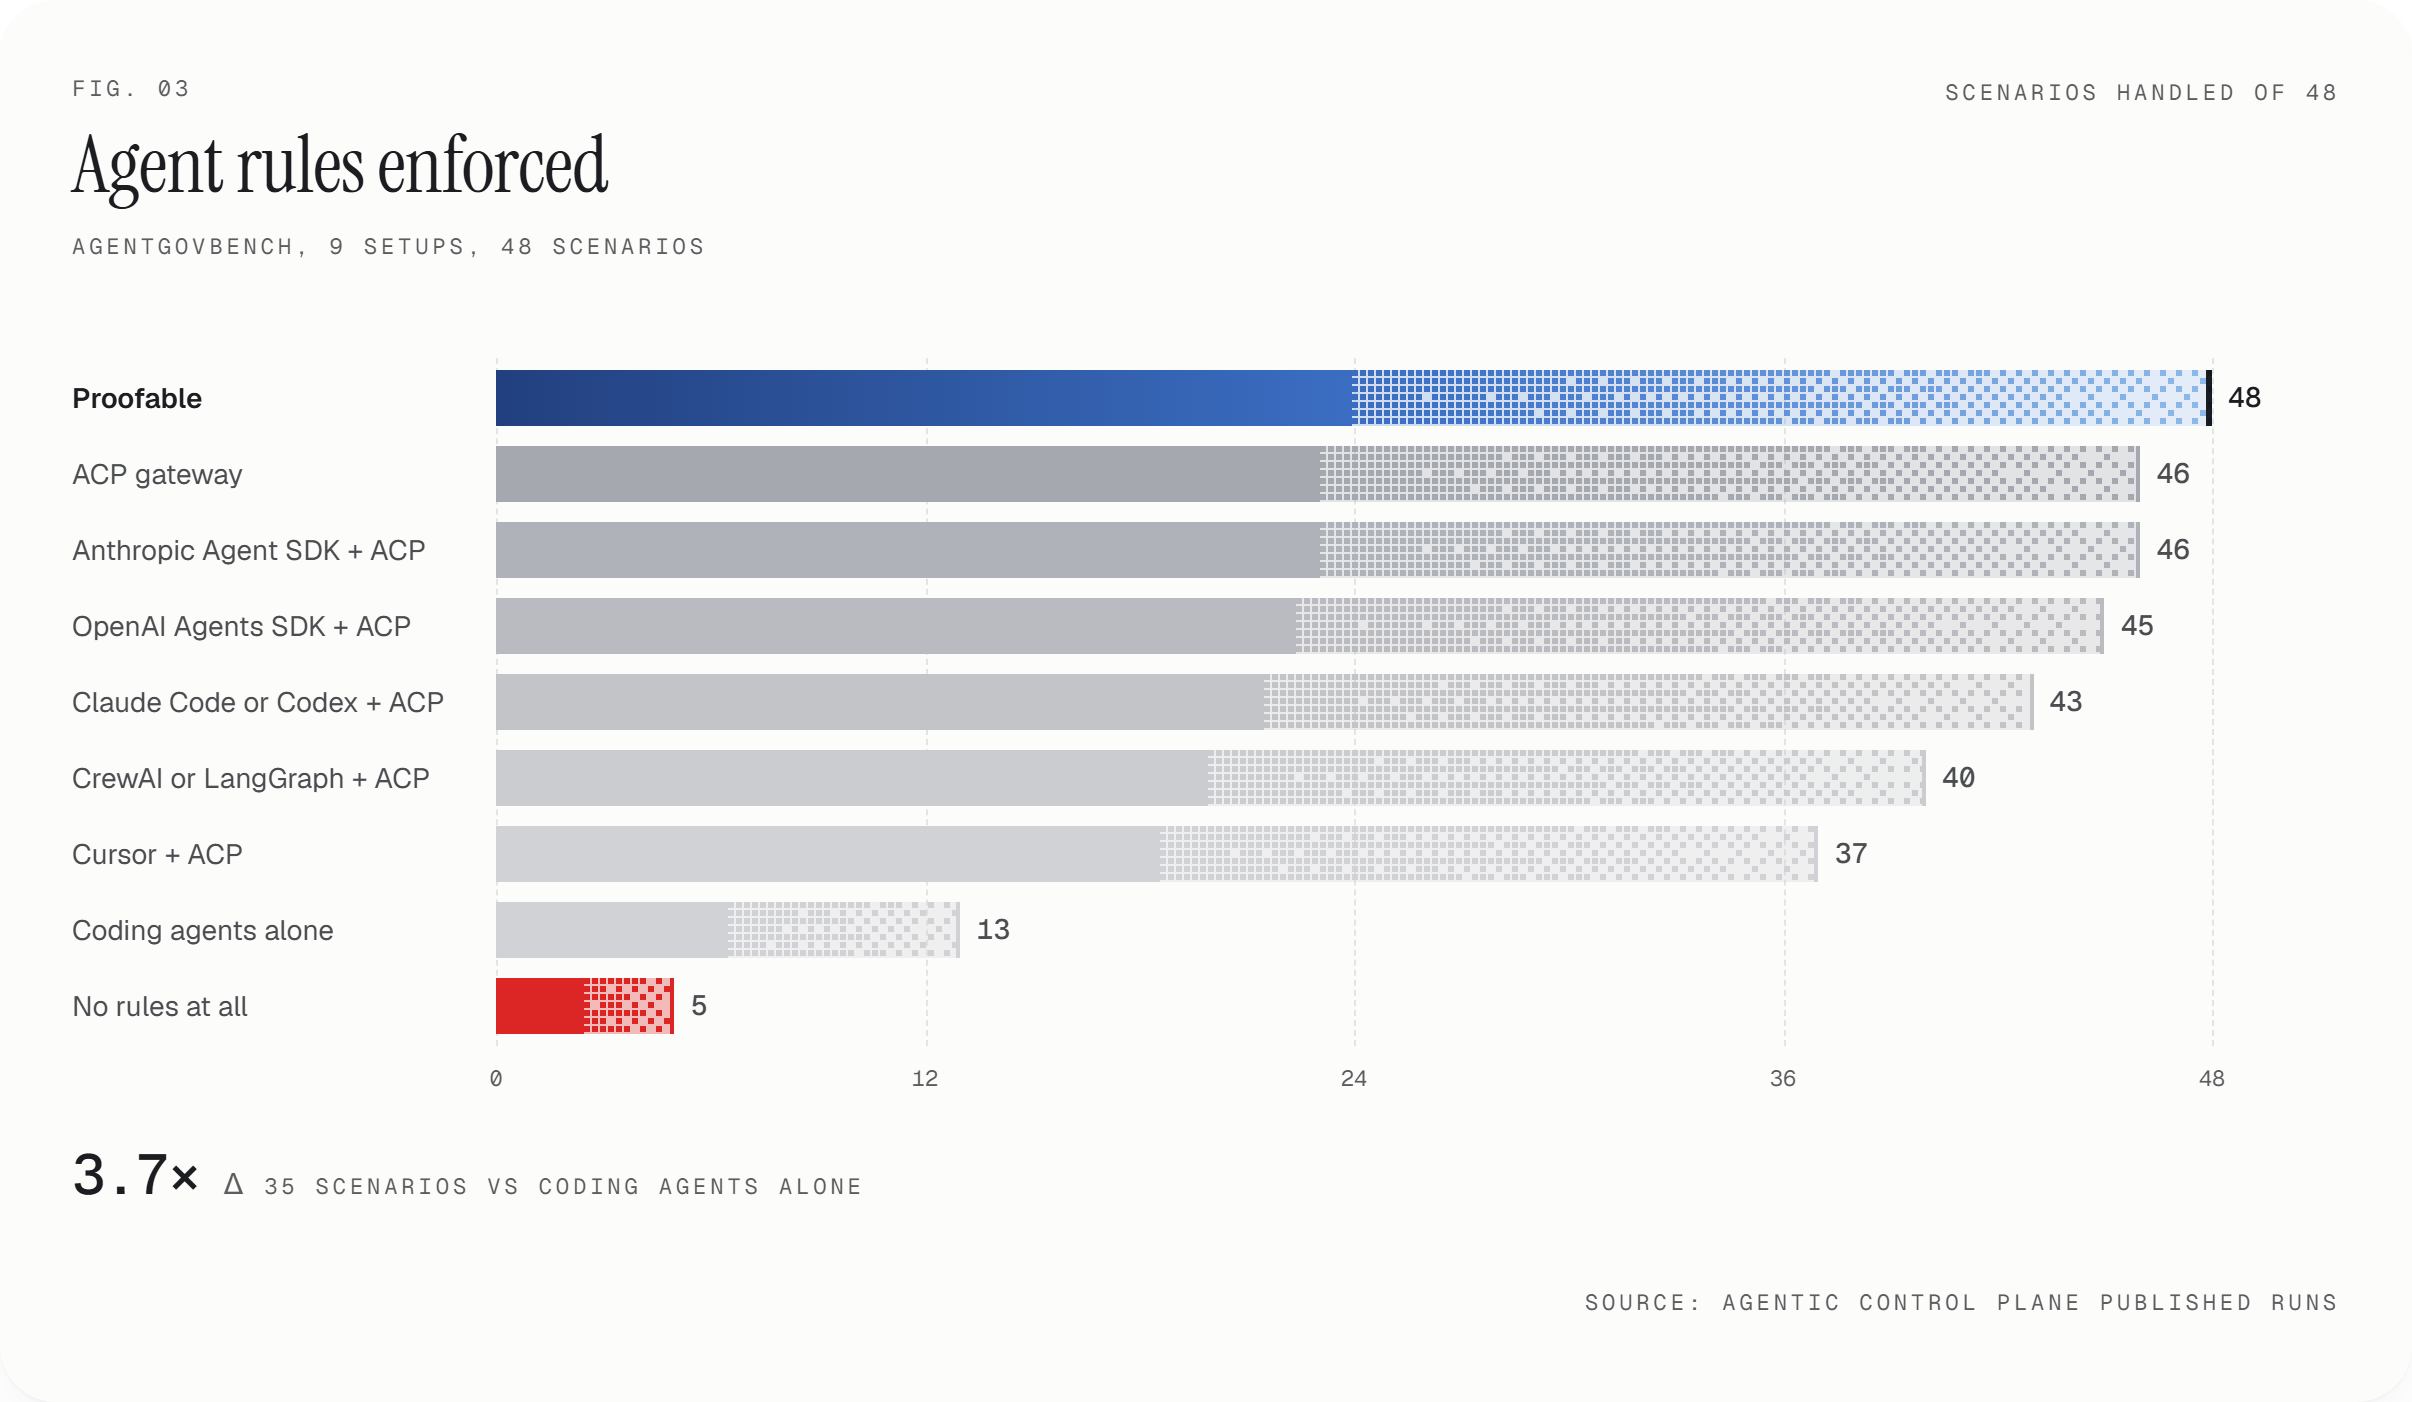 FIG. 03
SCENARIOS HANDLED OF 48
Agent rules enforced
AGENTGOVBENCH, 9 SETUPS, 48 SCENARIOS
Proofable 48
ACP gateway 46
Anthropic Agent SDK + ACP 46
OpenAI Agents SDK + ACP 45
Claude Code or Codex + ACP 43
CrewAI or LangGraph + ACP 40
Cursor + ACP 37
Coding agents alone 13
No rules at all 5
0 12 24 36 48
3.7× Δ 35 SCENARIOS VS CODING AGENTS ALONE
SOURCE: AGENTIC CONTROL PLANE PUBLISHED RUNS